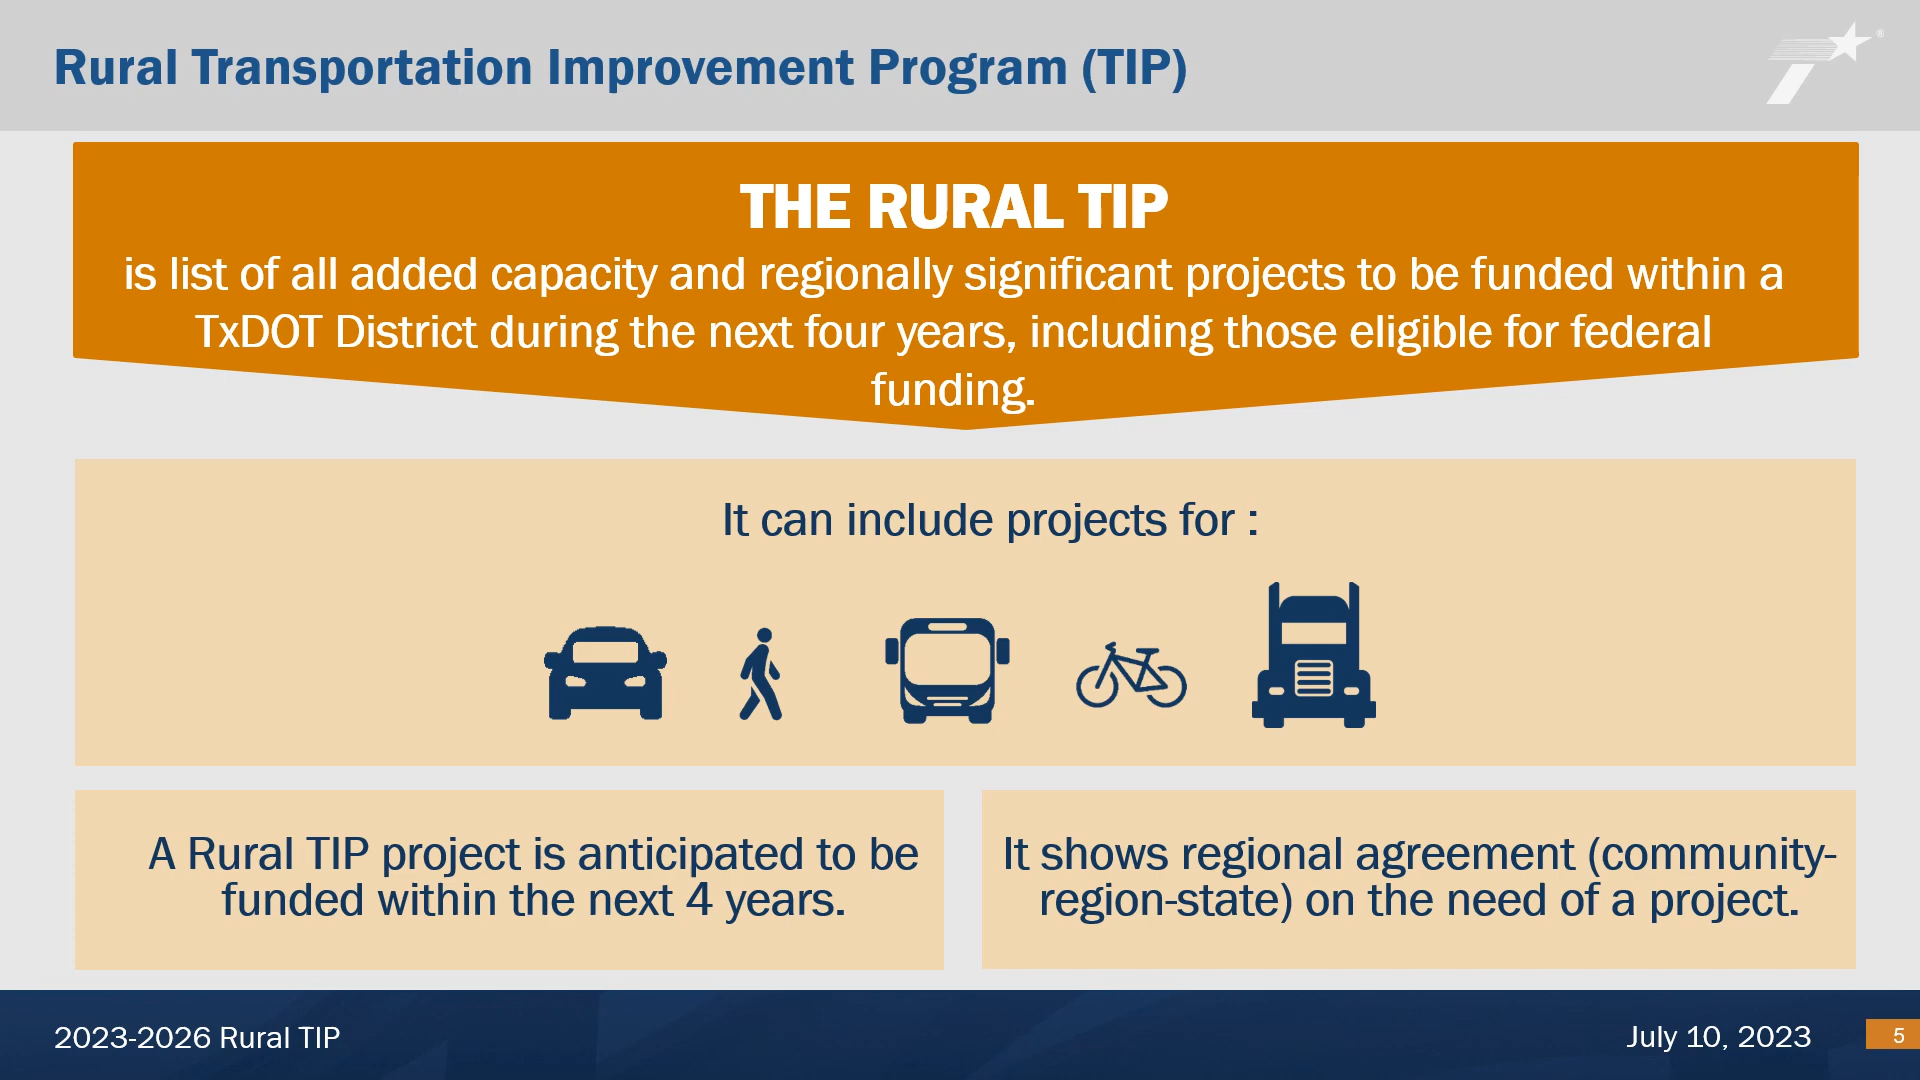 Rural Transportation Improvement Program (TIP)
®
THE RURAL TIP
is list of all added capacity and regionally significant projects to be funded within a
TxDOT District during the next four years, including those eligible for federal
funding.
It can include projects for :
A Rural TIP project is anticipated to be
funded within the next 4 years.
It shows regional agreement (community-
region-state) on the need of a project.
2023-2026 Rural TIP
July 10, 2023
5